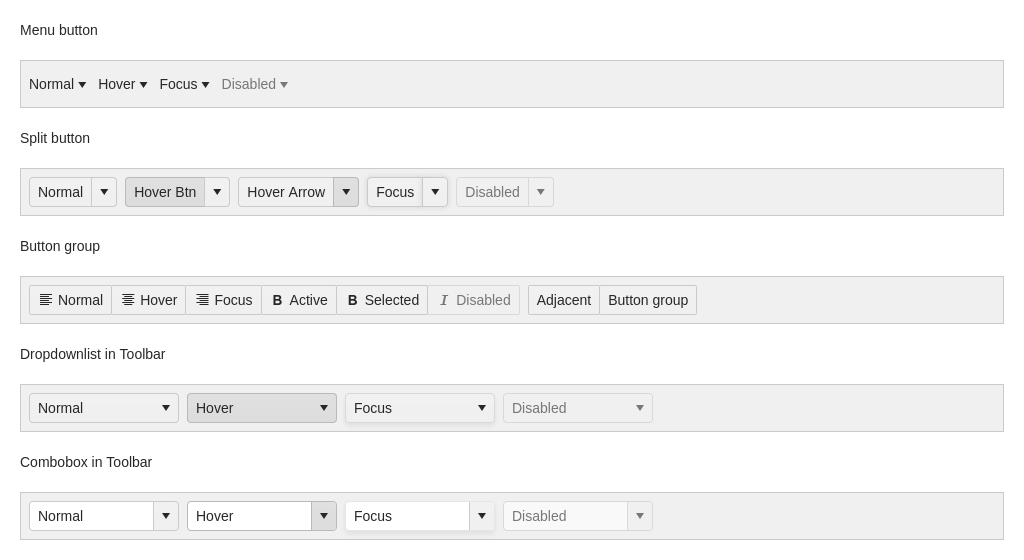 Menu button
Normal Hover Focus Disabled
Split button
Normal Hover Btn Hover Arrow Focus Disabled
Button group
Normal Hover Focus B Active B Selected I Disabled Adjacent Button group
Dropdownlist in Toolbar
Normal Hover Focus Disabled
Combobox in Toolbar
Normal Hover Focus Disabled